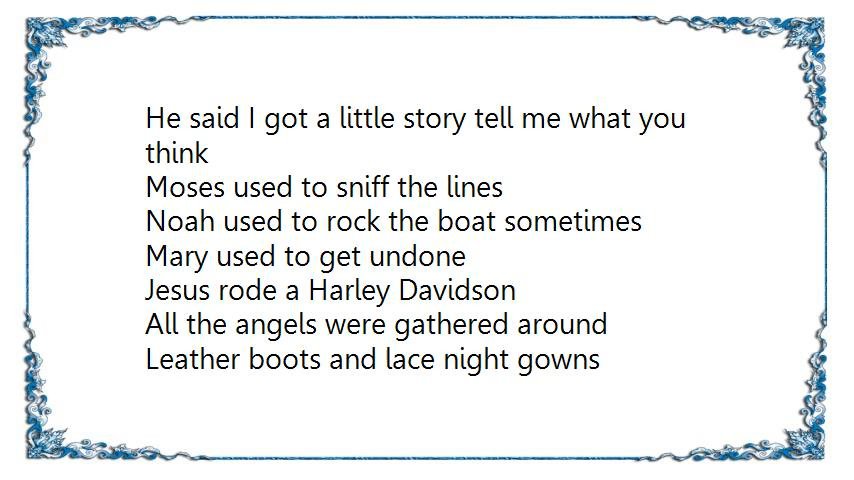 He said I got a little story tell me what you
think
Moses used to sniff the lines
Noah used to rock the boat sometimes
Mary used to get undone
Jesus rode a Harley Davidson
All the angels were gathered around
Leather boots and lace night gowns